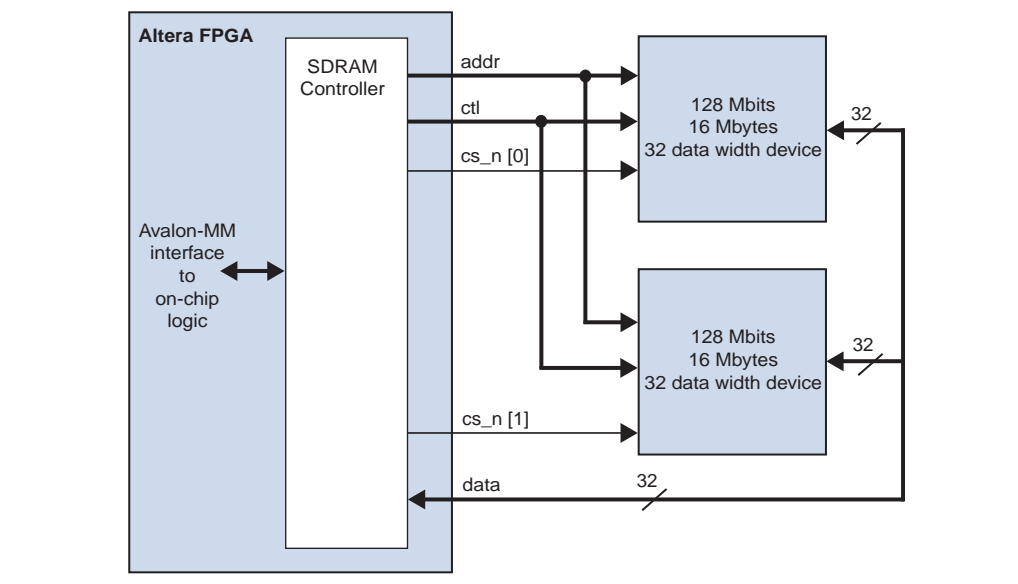 Altera FPGA
SDRAM
Controller
Avalon-MM
interface
to
on-chip
logic
addr
ctl
cs_n [0]
128 Mbits
16 Mbytes
32 data width device
32
128 Mbits
16 Mbytes
32 data width device
32
cs_n [1]
data
32